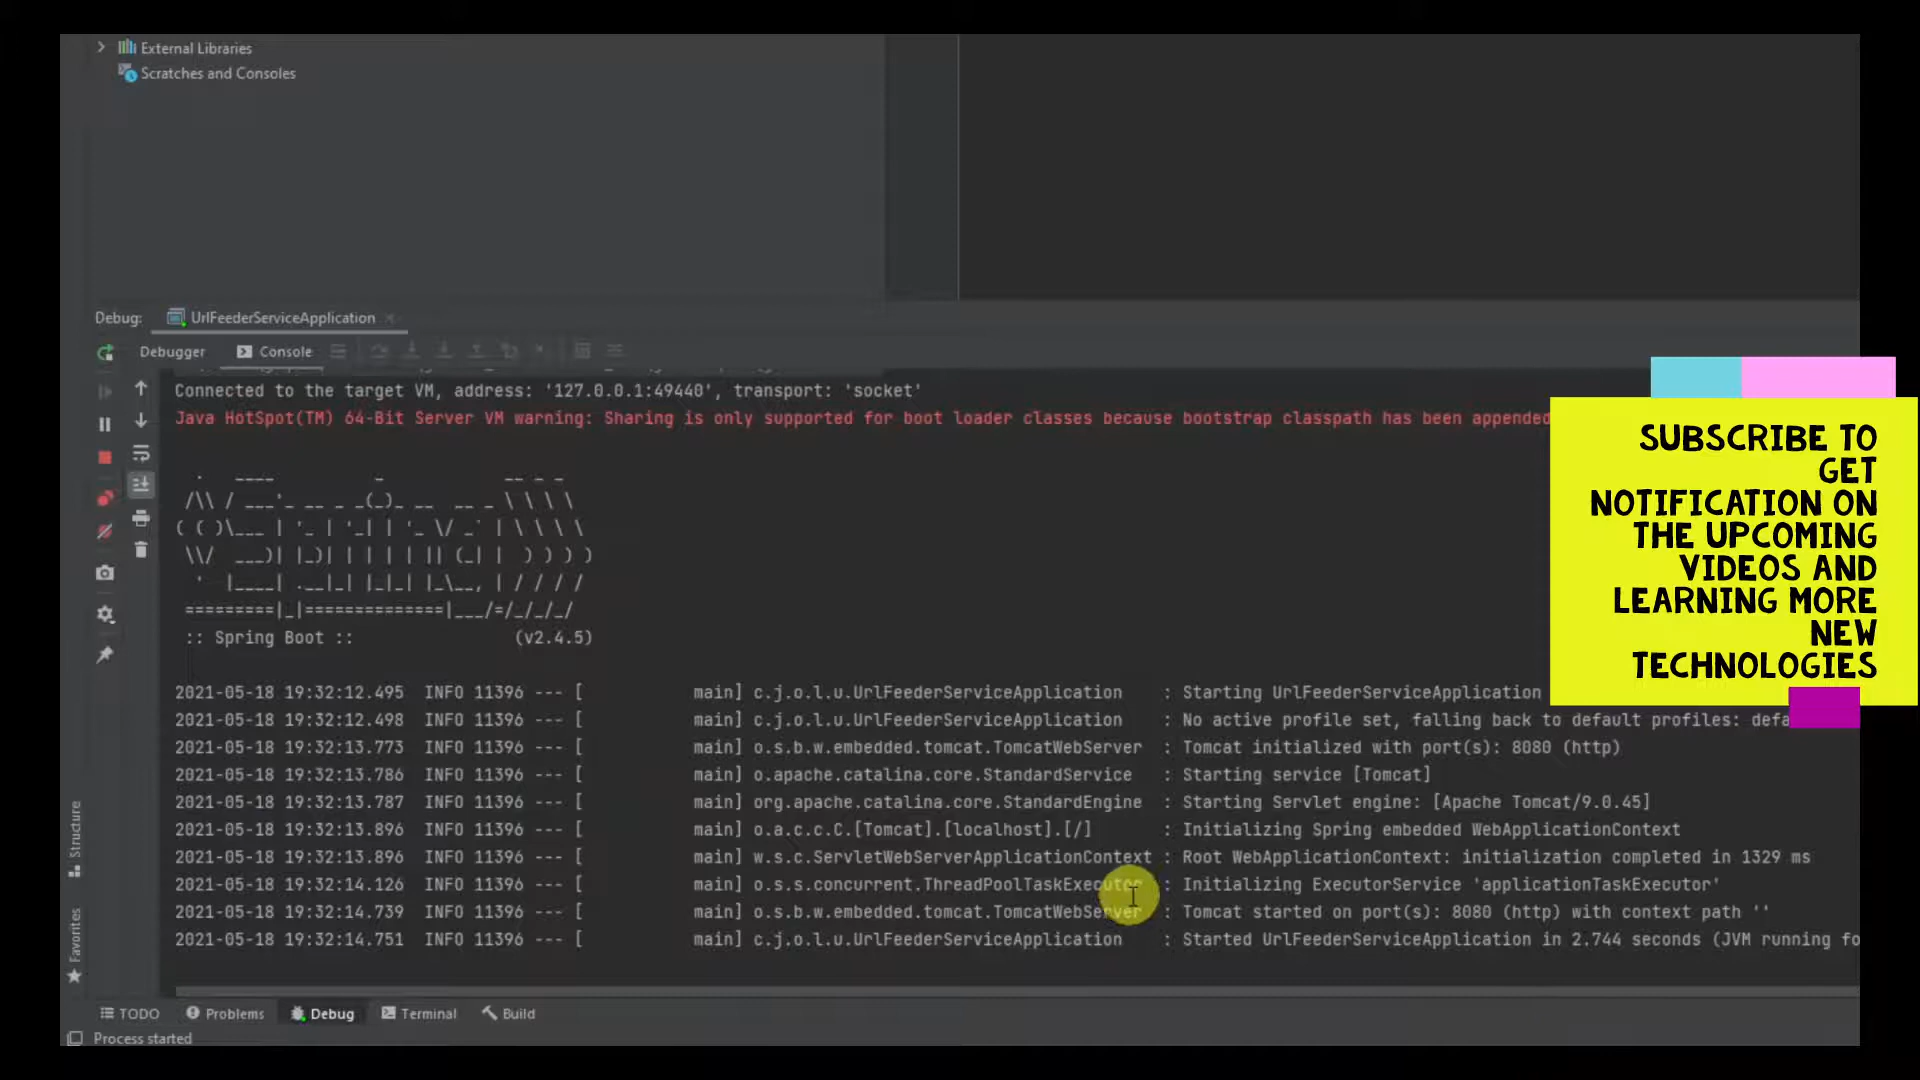 External Libraries
Scratches and Consoles
Debug: UrlFeederServiceApplication
Debugger Console
Connected to the target VM, address: '127.0.0.1:49440', transport: 'socket'
Java HotSpot(TM) 64-Bit Server VM warning: Sharing is only supported for boot loader classes because bootstrap classpath has been appended
:: Spring Boot :: (v2.4.5)
2021-05-18 19:32:12.495 INFO 11396 --- [ main] c.j.o.l.u.UrlFeederServiceApplication : Starting UrlFeederServiceApplication
2021-05-18 19:32:12.498 INFO 11396 --- [ main] c.j.o.l.u.UrlFeederServiceApplication : No active profile set, falling back to default profiles: defa
2021-05-18 19:32:13.773 INFO 11396 --- [ main] o.s.b.w.embedded.tomcat.TomcatWebServer : Tomcat initialized with port(s): 8080 (http)
2021-05-18 19:32:13.786 INFO 11396 --- [ main] o.apache.catalina.core.StandardService : Starting service [Tomcat]
2021-05-18 19:32:13.787 INFO 11396 --- [ main] org.apache.catalina.core.StandardEngine : Starting Servlet engine: [Apache Tomcat/9.0.45]
2021-05-18 19:32:13.896 INFO 11396 --- [ main] o.a.c.c.C.[Tomcat].[localhost].[/] : Initializing Spring embedded WebApplicationContext
2021-05-18 19:32:13.896 INFO 11396 --- [ main] w.s.c.ServletWebServerApplicationContext : Root WebApplicationContext: initialization completed in 1329 ms
2021-05-18 19:32:14.126 INFO 11396 --- [ main] o.s.s.concurrent.ThreadPoolTaskExecutor : Initializing ExecutorService 'applicationTaskExecutor'
2021-05-18 19:32:14.739 INFO 11396 --- [ main] o.s.b.w.embedded.tomcat.TomcatWebServer : Tomcat started on port(s): 8080 (http) with context path ''
2021-05-18 19:32:14.751 INFO 11396 --- [ main] c.j.o.l.u.UrlFeederServiceApplication : Started UrlFeederServiceApplication in 2.744 seconds (JVM running fo
SUBSCRIBE TO
GET
NOTIFICATION ON
THE UPCOMING
VIDEOS AND
LEARNING MORE
NEW
TECHNOLOGIES
Structure
Favorites
TODO Problems Debug Terminal Build
Process started